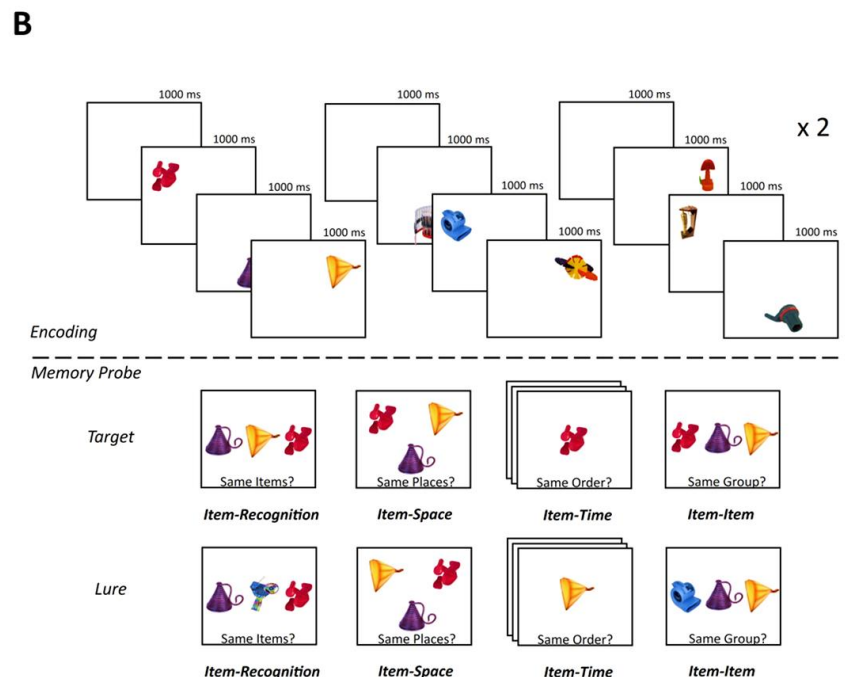 B
1000 ms 1000 ms 1000 ms
x 2
1000 ms 1000 ms 1000 ms
1000 ms 1000 ms 1000 ms
1000 ms 1000 ms 1000 ms
Encoding
Memory Probe
Target
Same Items? Same Places? Same Order? Same Group?
Item-Recognition Item-Space Item-Time Item-Item
Lure
Same Items? Same Places? Same Order? Same Group?
Item-Recognition Item-Space Item-Time Item-Item